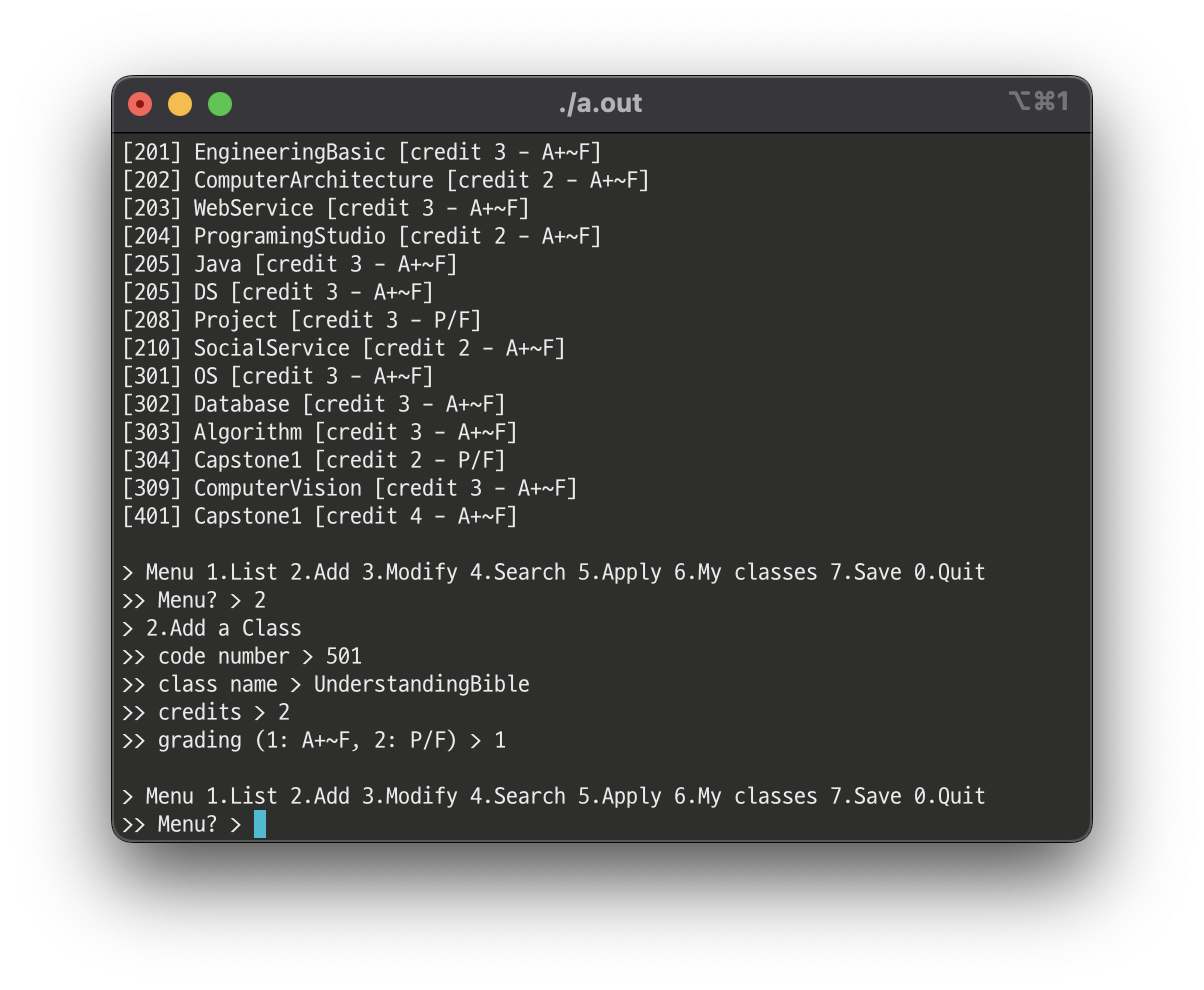 ./a.out
⌥⌘1
[201] EngineeringBasic [credit 3 - A+~F]
[202] ComputerArchitecture [credit 2 - A+~F]
[203] WebService [credit 3 - A+~F]
[204] ProgramingStudio [credit 2 - A+~F]
[205] Java [credit 3 - A+~F]
[205] DS [credit 3 - A+~F]
[208] Project [credit 3 - P/F]
[210] SocialService [credit 2 - A+~F]
[301] OS [credit 3 - A+~F]
[302] Database [credit 3 - A+~F]
[303] Algorithm [credit 3 - A+~F]
[304] Capstone1 [credit 2 - P/F]
[309] ComputerVision [credit 3 - A+~F]
[401] Capstone1 [credit 4 - A+~F]
> Menu 1.List 2.Add 3.Modify 4.Search 5.Apply 6.My classes 7.Save 0.Quit
>> Menu? > 2
> 2.Add a Class
>> code number > 501
>> class name > UnderstandingBible
>> credits > 2
>> grading (1: A+~F, 2: P/F) > 1
> Menu 1.List 2.Add 3.Modify 4.Search 5.Apply 6.My classes 7.Save 0.Quit
>> Menu? >